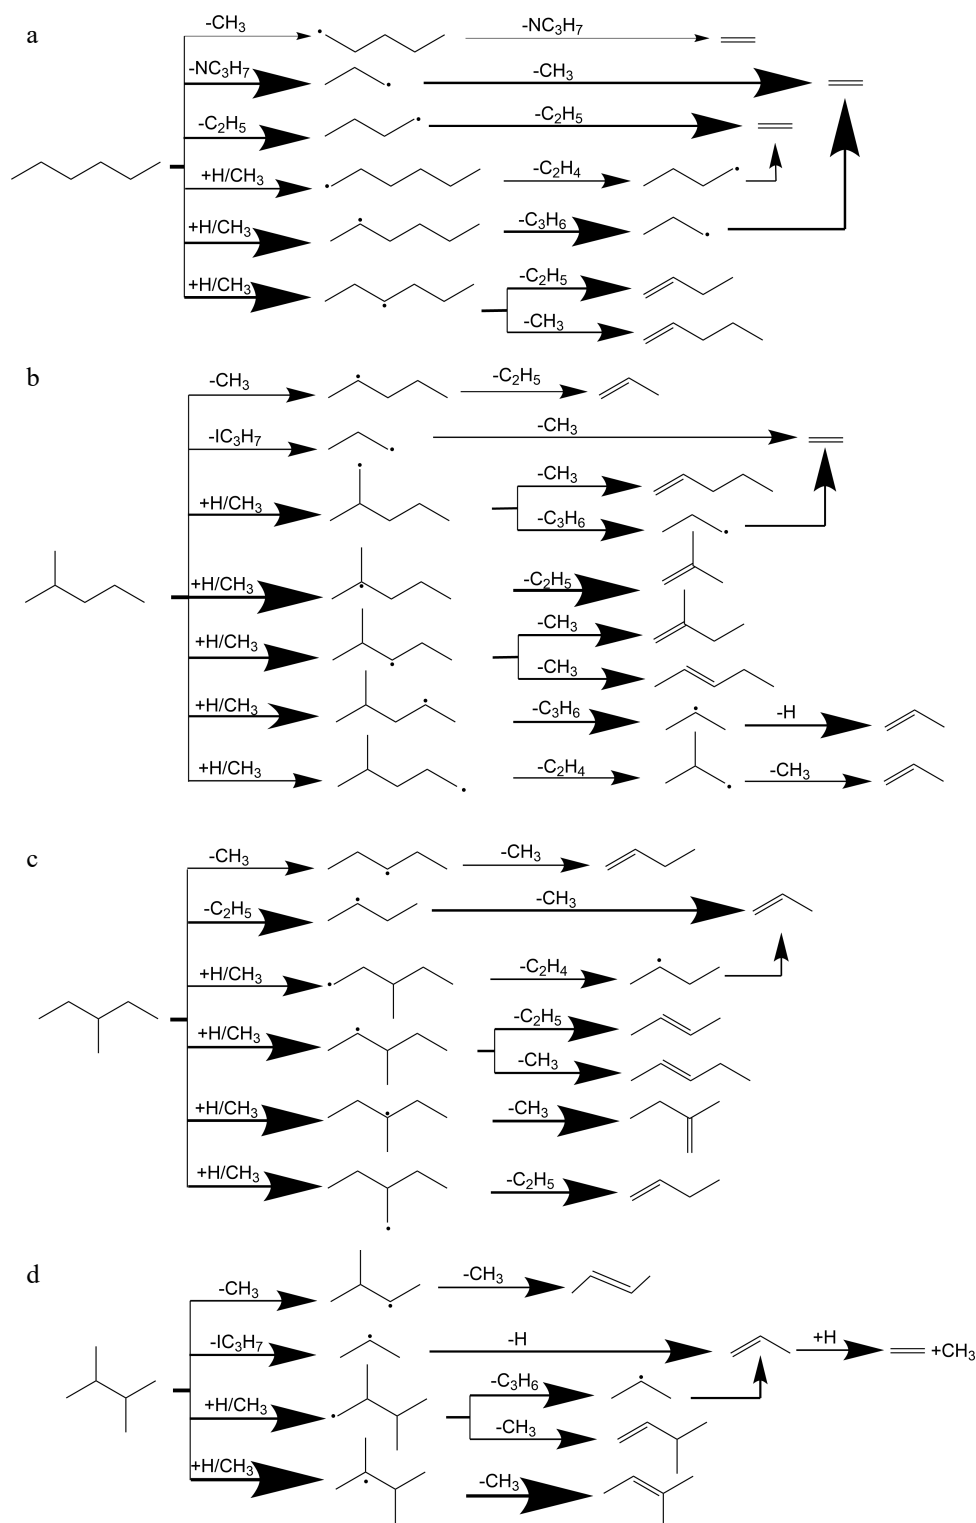 a
-CH₃
-NC₃H₇
-NC₃H₇
-CH₃
-C₂H₅
-C₂H₅
+H/CH₃
-C₂H₄
+H/CH₃
-C₃H₆
+H/CH₃
-C₂H₅
-CH₃
b
-CH₃
-C₂H₅
-IC₃H₇
-CH₃
+H/CH₃
-CH₃
-C₃H₆
+H/CH₃
-C₂H₅
+H/CH₃
-CH₃
-CH₃
+H/CH₃
-C₃H₆
-H
+H/CH₃
-C₂H₄
-CH₃
c
-CH₃
-CH₃
-C₂H₅
-CH₃
+H/CH₃
-C₂H₄
+H/CH₃
-C₂H₅
-CH₃
+H/CH₃
-CH₃
+H/CH₃
-C₂H₅
d
-CH₃
-CH₃
-IC₃H₇
-H
+H
+CH₃
+H/CH₃
-C₃H₆
-CH₃
+H/CH₃
-CH₃